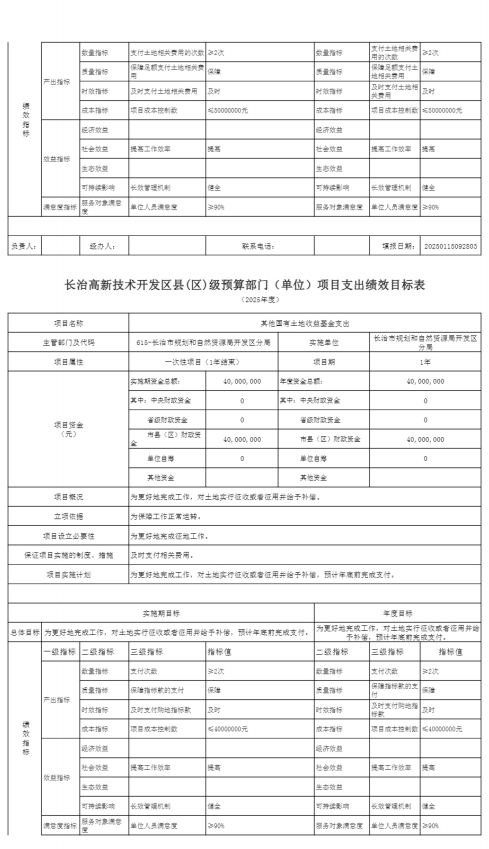 数量指标 支付土地相关费用的次数 ≥2次 数量指标 支付土地相关费用的次数 ≥2次
产出指标 质量指标 保障足额支付土地相关费用 保障 质量指标 保障足额支付土地相关费用 保障
时效指标 及时支付土地相关费用 及时 时效指标 及时支付土地相关费用 及时
成本指标 项目成本控制数 ≤50000000元 成本指标 项目成本控制数 ≤50000000元
绩效指标
经济效益 经济效益
效益指标 社会效益 提高工作效率 提高 社会效益 提高工作效率 提高
生态效益 生态效益
可持续影响 长效管理机制 健全 可持续影响 长效管理机制 健全
满意度指标 服务对象满意度 单位人员满意度 ≥90% 服务对象满意度 单位人员满意度 ≥90%
负责人： 经办人： 联系电话： 填报日期： 20250115092803
长治高新技术开发区县(区)级预算部门（单位）项目支出绩效目标表
（2025年度）
项目名称 其他国有土地收益基金支出
主管部门及代码 615-长治市规划和自然资源局开发区分局 实施单位 长治市规划和自然资源局开发区分局
项目属性 一次性项目（1年结束） 项目期 1年
项目资金（元） 实施期资金总额： 40,000,000 年度资金总额： 40,000,000
其中：中央财政资金 0 其中：中央财政资金 0
省级财政资金 0 省级财政资金 0
市县（区）财政资金 40,000,000 市县（区）财政资金 40,000,000
单位自筹 0 单位自筹 0
其他资金 其他资金
项目概况 为更好地完成工作，对土地实行征收或者征用并给予补偿。
立项依据 为保障工作正常运转。
项目设立必要性 为更好地完成征地工作。
保证项目实施的制度、措施 及时支付相关费用。
项目实施计划 为更好地完成工作，对土地实行征收或者征用并给予补偿，预计年底前完成支付。
实施期目标 年度目标
总体目标 为更好地完成工作，对土地实行征收或者征用并给予补偿，预计年底前完成支付。 为更好地完成工作，对土地实行征收或者征用并给予补偿，预计年底前完成支付。
一级指标 二级指标 三级指标 指标值 二级指标 三级指标 指标值
数量指标 支付次数 ≥2次 数量指标 支付次数 ≥2次
产出指标 质量指标 保障指标款的支付 保障 质量指标 保障指标款的支付 保障
时效指标 及时支付购地指标款 及时 时效指标 及时支付购地指标款 及时
成本指标 项目成本控制数 ≤40000000元 成本指标 项目成本控制数 ≤40000000元
绩效指标
经济效益 经济效益
效益指标 社会效益 提高工作效率 提高 社会效益 提高工作效率 提高
生态效益 生态效益
可持续影响 长效管理机制 健全 可持续影响 长效管理机制 健全
满意度指标 服务对象满意度 单位人员满意度 ≥90% 服务对象满意度 单位人员满意度 ≥90%